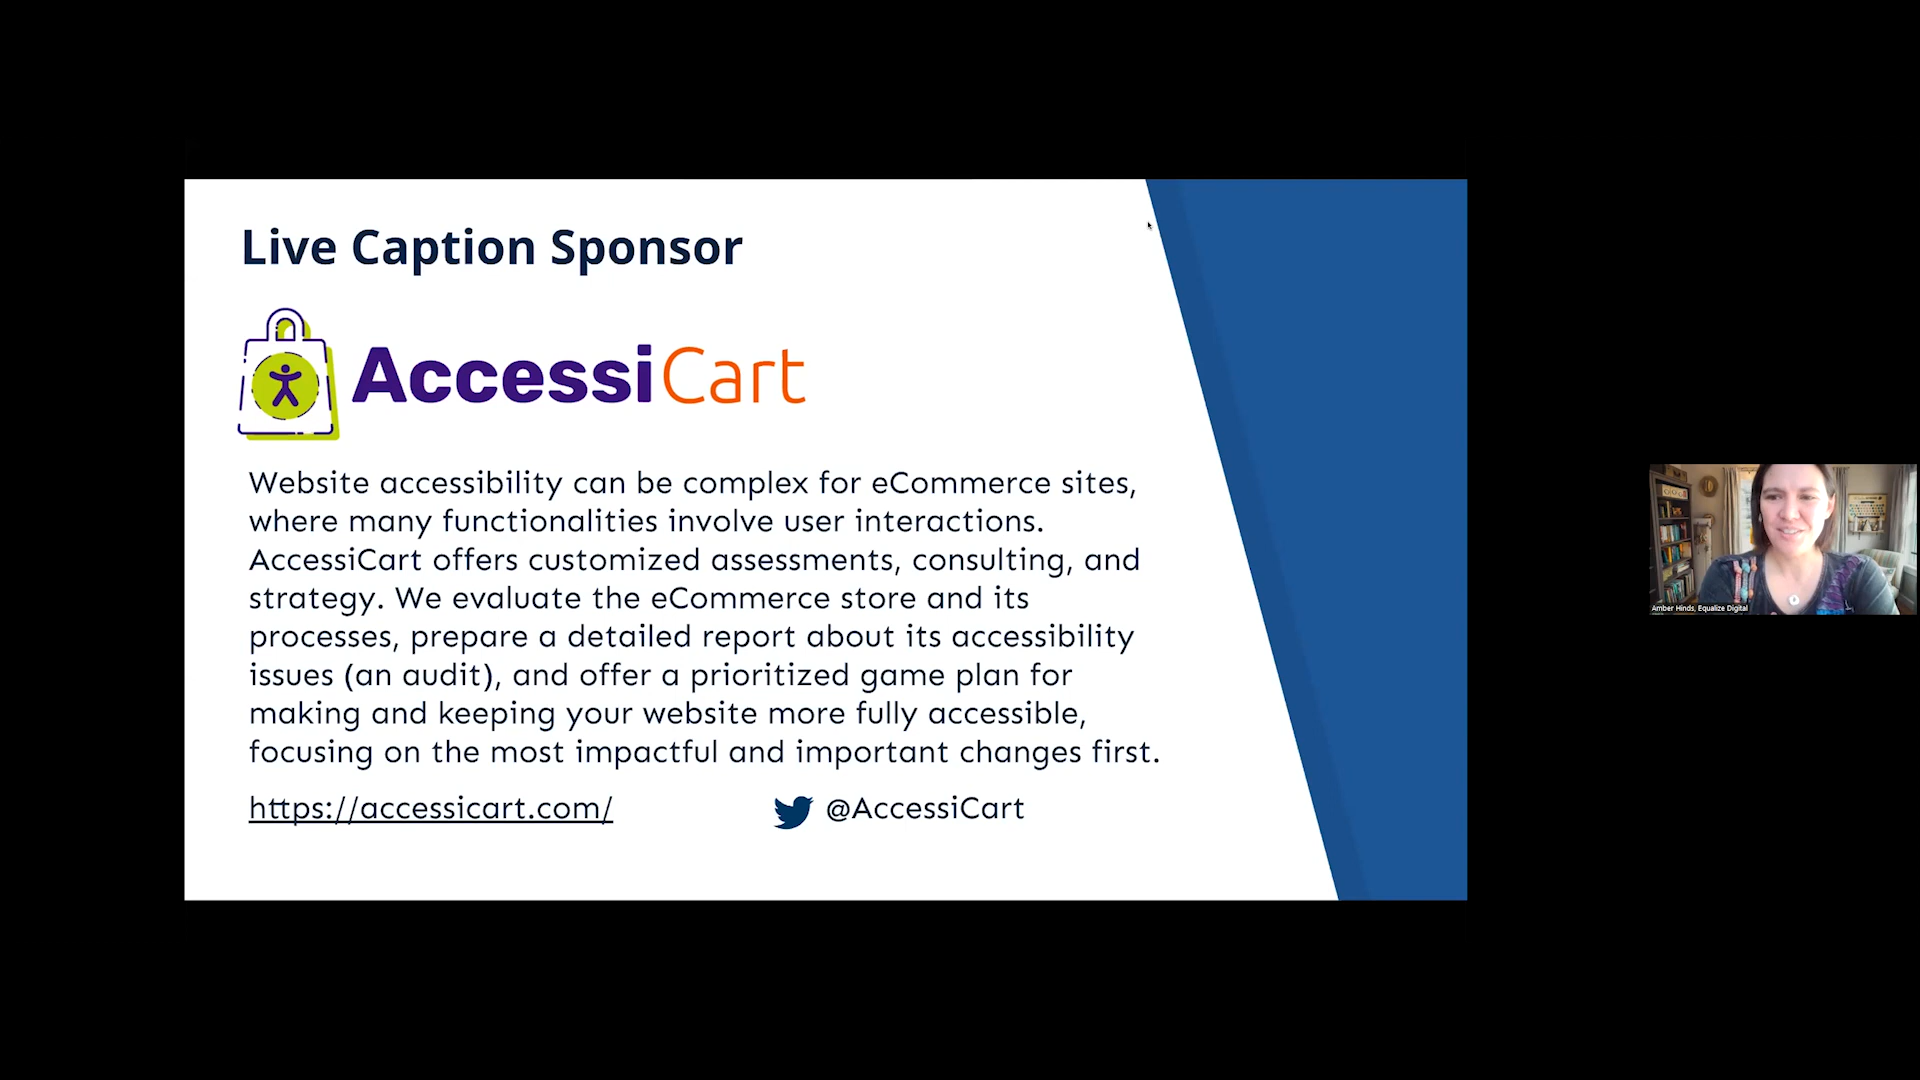 Live Caption Sponsor
AccessiCart
Website accessibility can be complex for eCommerce sites,
where many functionalities involve user interactions.
AccessiCart offers customized assessments, consulting, and
strategy. We evaluate the eCommerce store and its
processes, prepare a detailed report about its accessibility
issues (an audit), and offer a prioritized game plan for
making and keeping your website more fully accessible,
focusing on the most impactful and important changes first.
https://accessicart.com/
@AccessiCart
Amber Hinds, Equalize Digital